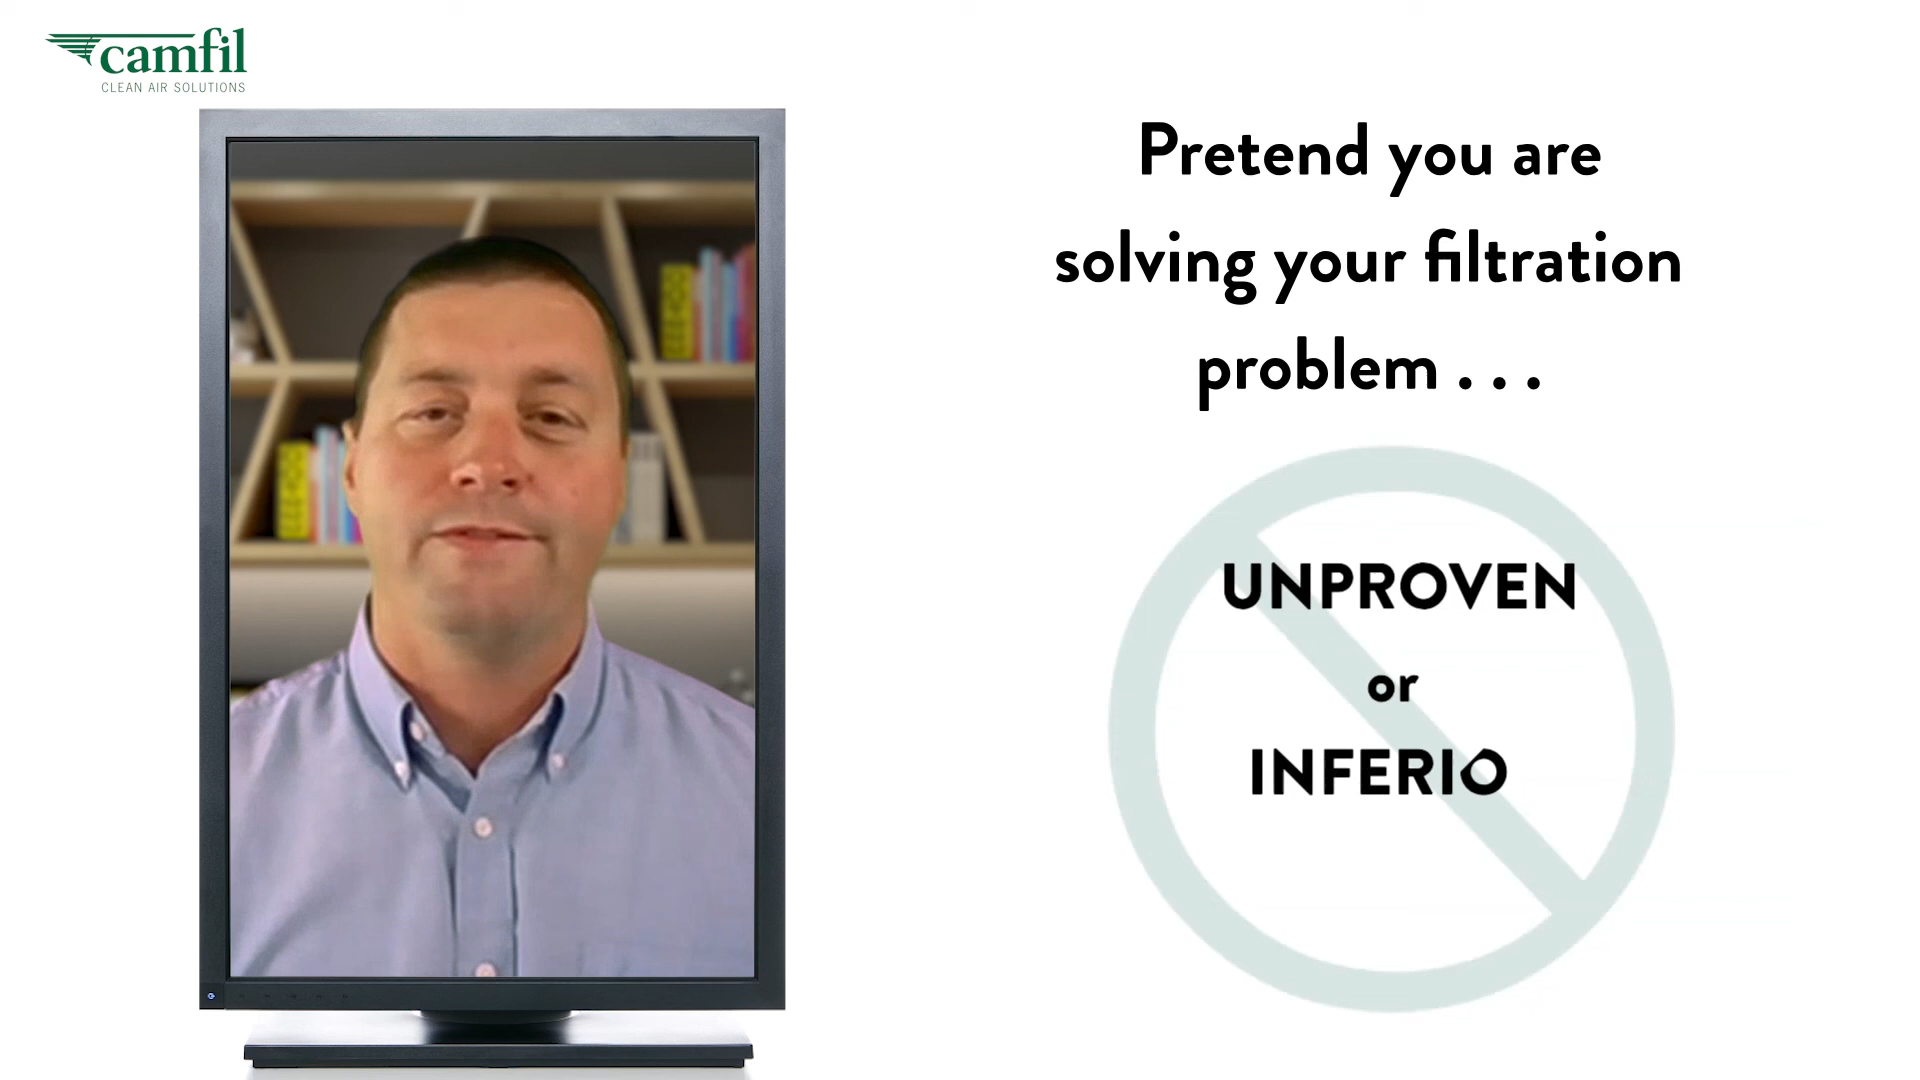 camfil
CLEAN AIR SOLUTIONS
Pretend you are
solving your filtration
problem . . .
UNPROVEN
or
INFERIO